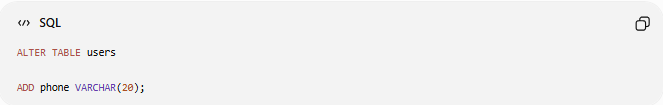 SQL
ALTER TABLE users
ADD phone VARCHAR(20);